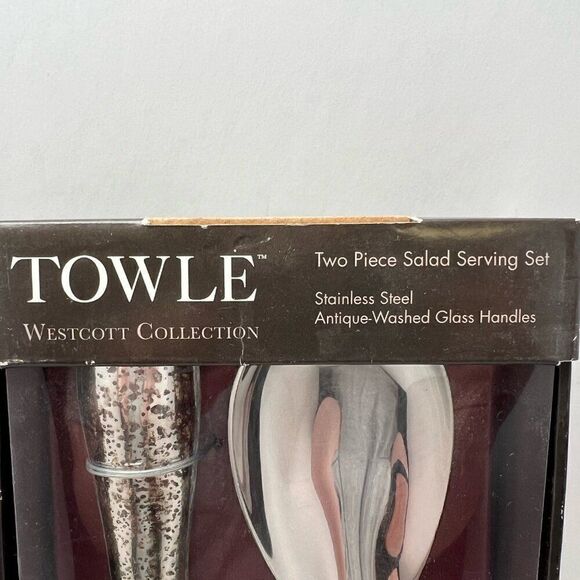 TOWLE™
Westcott Collection
Two Piece Salad Serving Set
Stainless Steel
Antique-Washed Glass Handles